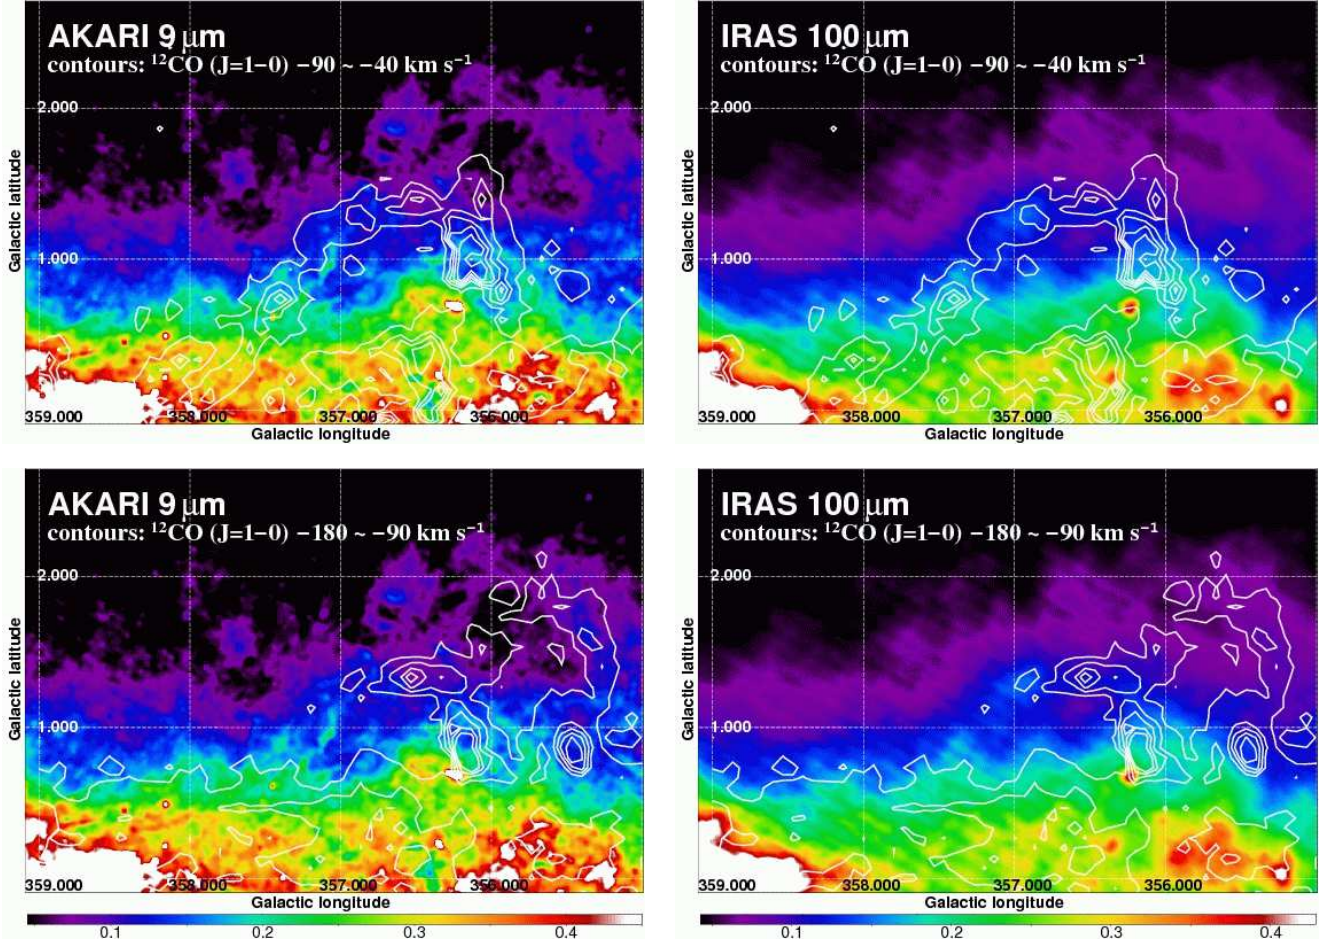 AKARI 9 μm
contours: ¹²CO (J=1−0) −90 ~ −40 km s⁻¹
2.000
1.000
359.000 358.000 357.000 356.000
Galactic latitude
Galactic longitude
IRAS 100 μm
contours: ¹²CO (J=1−0) −90 ~ −40 km s⁻¹
2.000
1.000
359.000 358.000 357.000 356.000
Galactic latitude
Galactic longitude
AKARI 9 μm
contours: ¹²CO (J=1−0) −180 ~ −90 km s⁻¹
2.000
1.000
359.000 358.000 357.000 356.000
Galactic latitude
Galactic longitude
0.1 0.2 0.3 0.4
IRAS 100 μm
contours: ¹²CO (J=1−0) −180 ~ −90 km s⁻¹
2.000
1.000
359.000 358.000 357.000 356.000
Galactic latitude
Galactic longitude
0.1 0.2 0.3 0.4